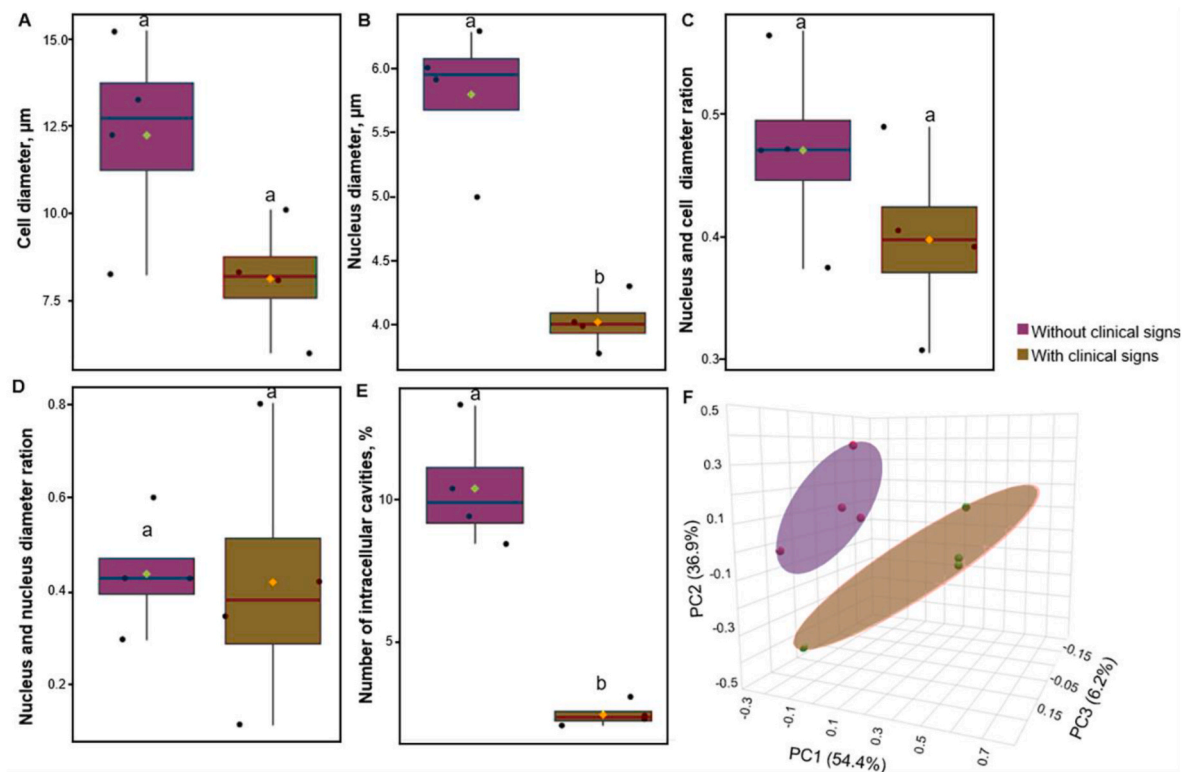 A
Cell diameter, µm
15.0
12.5
10.0
7.5
a
a
B
Nucleus diameter, µm
6.0
5.5
5.0
4.0
a
b
C
Nucleus and cell diameter ration
0.5
0.4
0.3
a
a
Without clinical signs
With clinical signs
D
Nucleus and nucleus diameter ration
0.8
0.6
0.4
0.2
a
a
E
Number of intracellular cavities, %
10
5
a
b
F
0.5
0.3
0.1
-0.1
-0.3
-0.5
PC2 (36.9%)
-0.3
-0.1
0.1
0.3
0.5
0.7
PC1 (54.4%)
-0.15
-0.05
0.15
PC3 (6.2%)